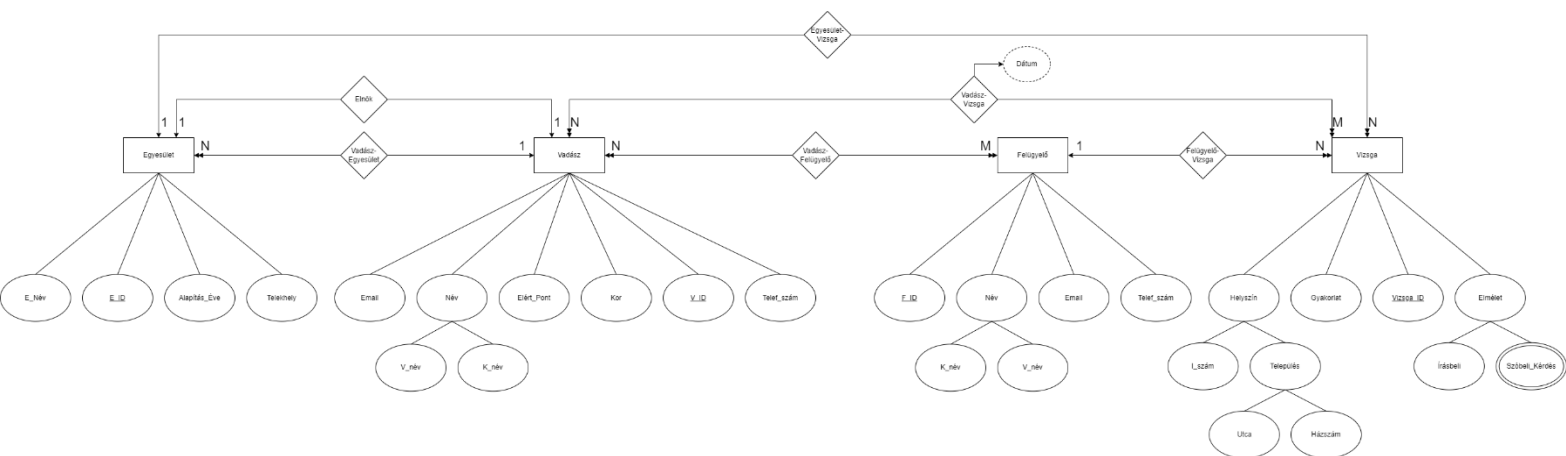 Egyesület-
Vizsga
Dátum
Elnök
Vadász-
Vizsga
1 1 1 N M N
Egyesület
N
Vadász-
Egyesület
1
Vadász
N
Vadász-
Felügyelő
M
Felügyelő
1
Felügyelő-
Vizsga
N
Vizsga
E_Név
E_ID
Alapítás_Éve
Telekhely
Email
Név
Elért_Pont
Kor
V_ID
Telef_szám
F_ID
Név
Email
Telef_szám
Helyszín
Gyakorlat
Vizsga_ID
Elmélet
V_név
K_név
K_név
V_név
I_szám
Település
Írásbeli
Szóbeli_Kérdés
Utca
Házszám